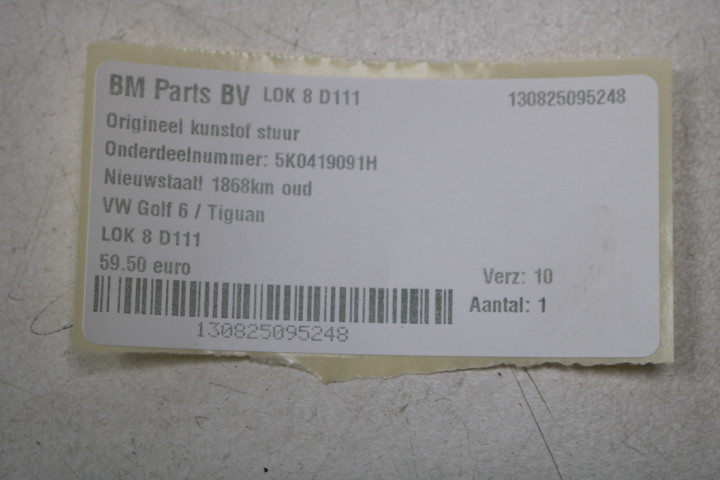 BM Parts BV LOK 8 D111 130825095248
Origineel kunstof stuur
Onderdeelnummer: 5K0419091H
Nieuwstaat! 1868km oud
VW Golf 6 / Tiguan
LOK 8 D111
59.50 euro
Verz: 10
Aantal: 1
130825095248